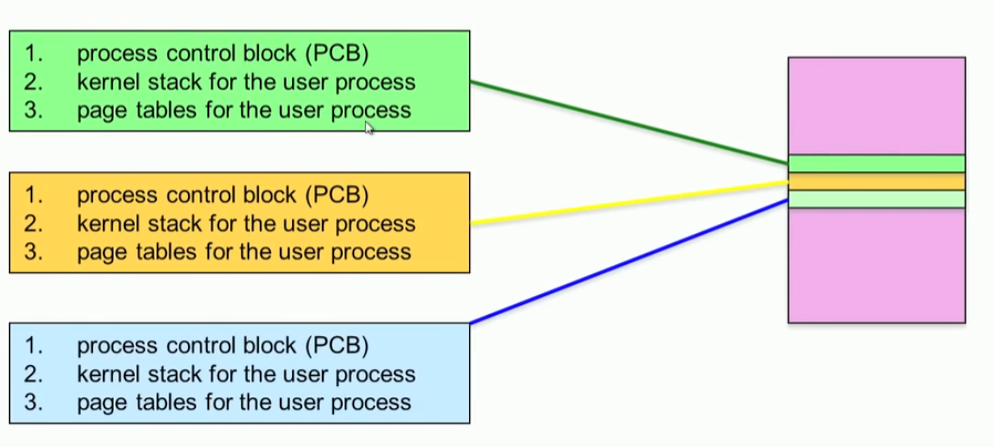 1. process control block (PCB)
2. kernel stack for the user process
3. page tables for the user process
1. process control block (PCB)
2. kernel stack for the user process
3. page tables for the user process
1. process control block (PCB)
2. kernel stack for the user process
3. page tables for the user process